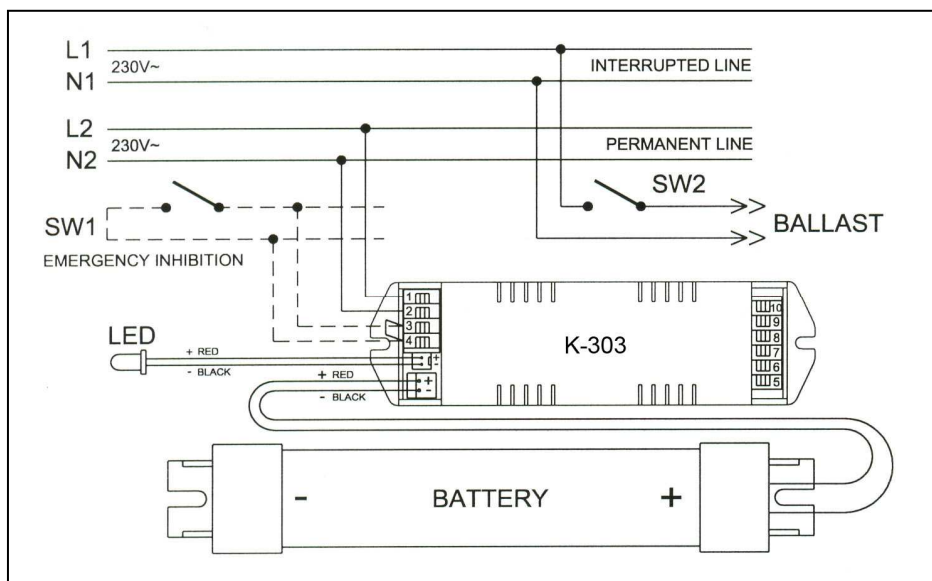 L1
230V~
INTERRUPTED LINE
N1
L2
230V~
PERMANENT LINE
N2
SW2
SW1
BALLAST
EMERGENCY INHIBITION
1
2
3
4
K-303
10
9
8
7
6
5
LED
+ RED
- BLACK
+ -
+ RED
- BLACK
+
-
- BATTERY +